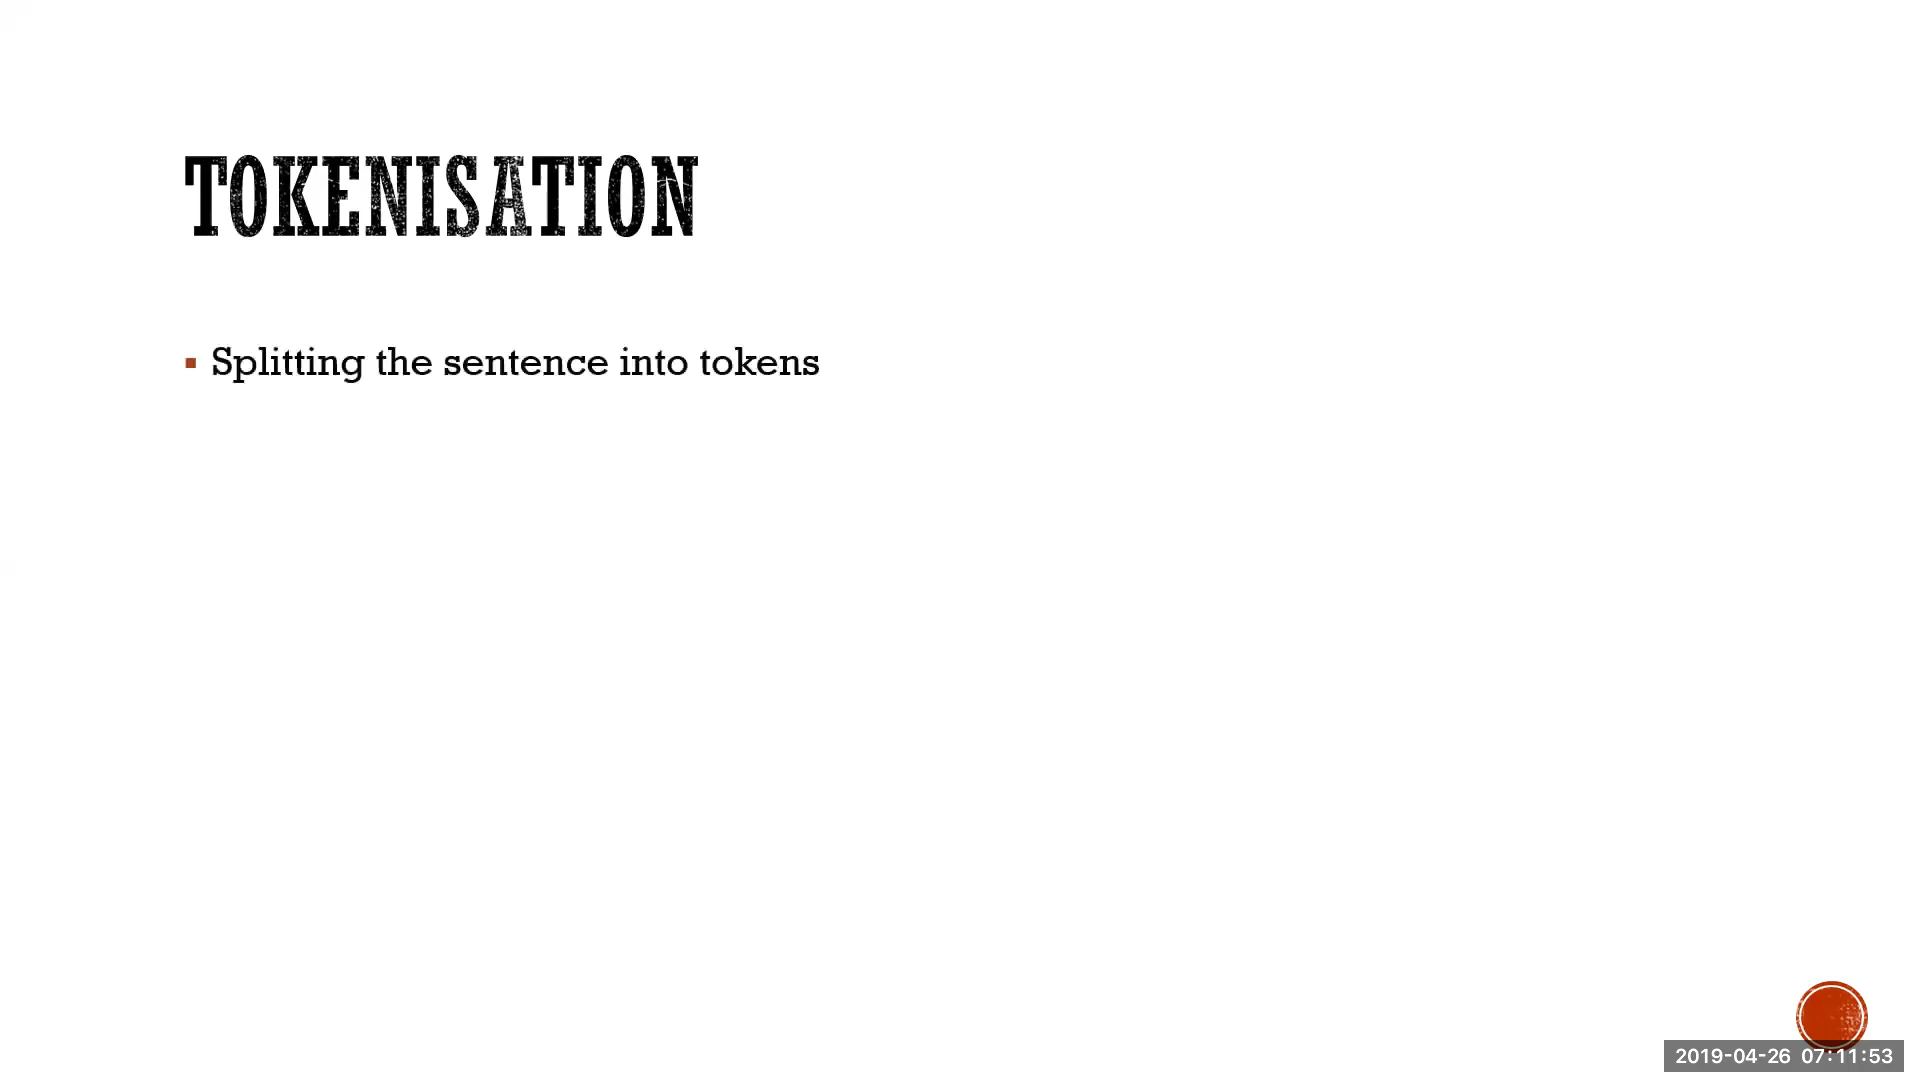 TOKENISATION
▪ Splitting the sentence into tokens
2019-04-26 07:11:53